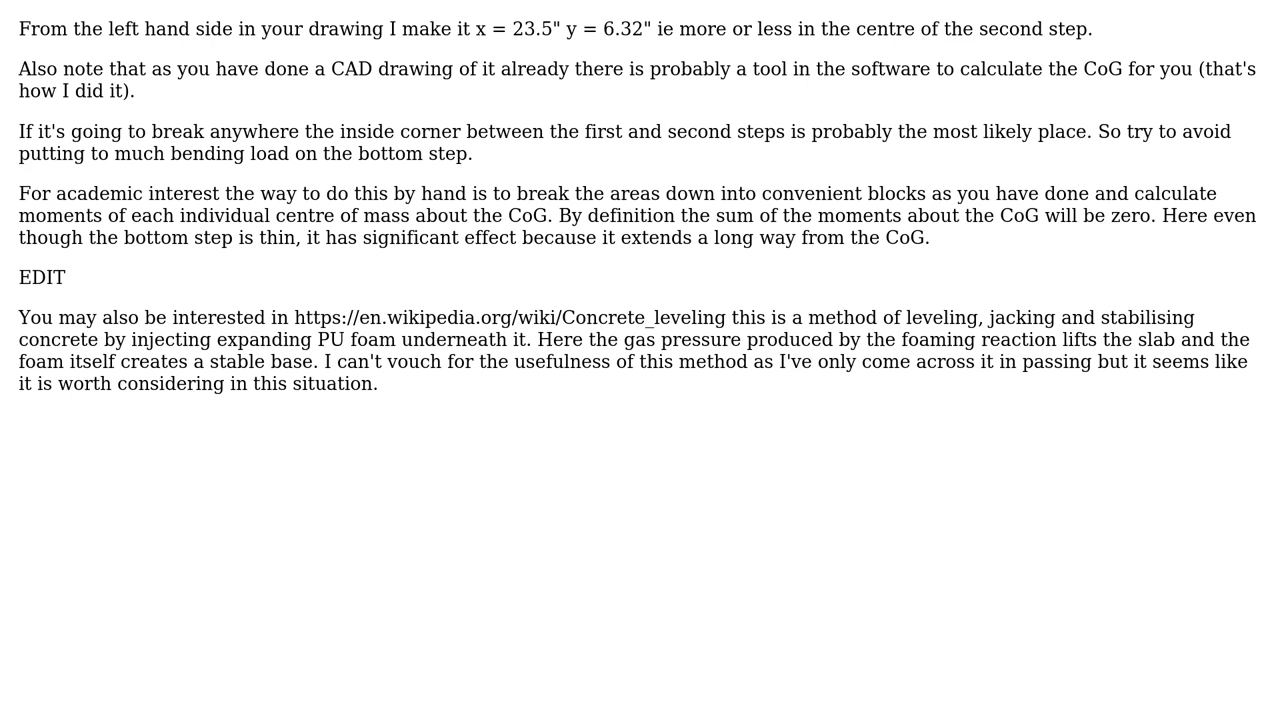 From the left hand side in your drawing I make it x = 23.5" y = 6.32" ie more or less in the centre of the second step.
Also note that as you have done a CAD drawing of it already there is probably a tool in the software to calculate the CoG for you (that's
how I did it).
If it's going to break anywhere the inside corner between the first and second steps is probably the most likely place. So try to avoid
putting to much bending load on the bottom step.
For academic interest the way to do this by hand is to break the areas down into convenient blocks as you have done and calculate
moments of each individual centre of mass about the CoG. By definition the sum of the moments about the CoG will be zero. Here even
though the bottom step is thin, it has significant effect because it extends a long way from the CoG.
EDIT
You may also be interested in https://en.wikipedia.org/wiki/Concrete_leveling this is a method of leveling, jacking and stabilising
concrete by injecting expanding PU foam underneath it. Here the gas pressure produced by the foaming reaction lifts the slab and the
foam itself creates a stable base. I can't vouch for the usefulness of this method as I've only come across it in passing but it seems like
it is worth considering in this situation.